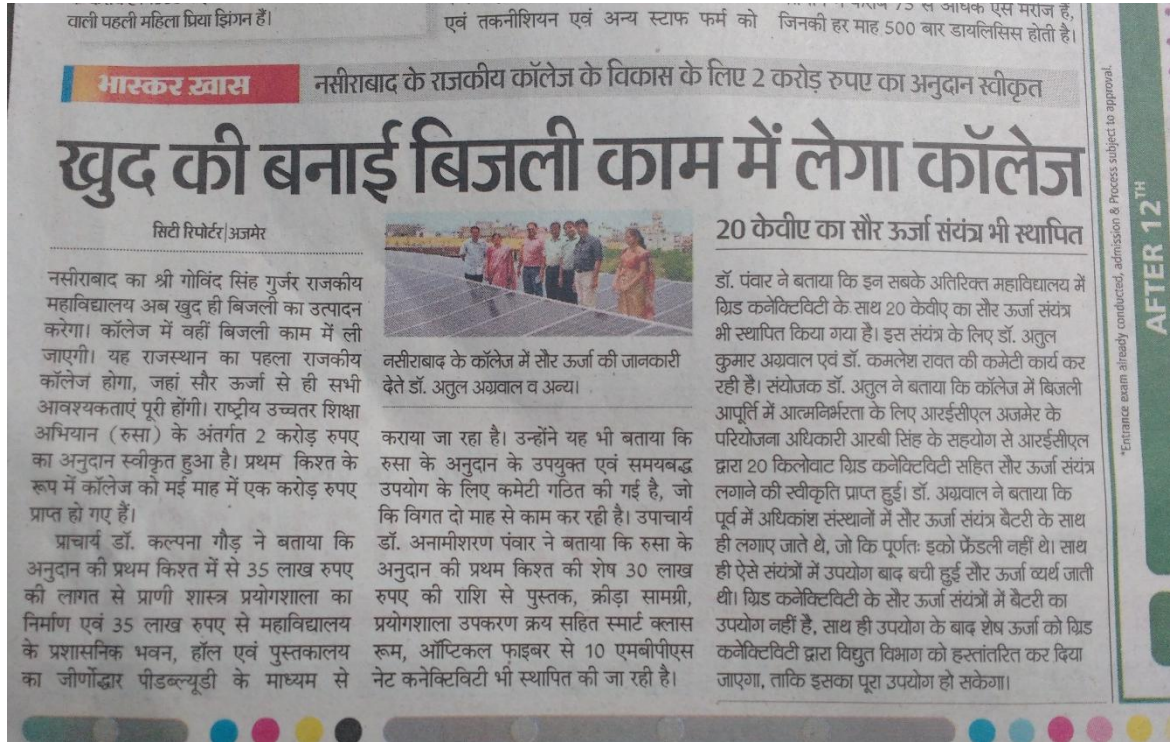 वाली पहली महिला प्रिया झिंगन हैं।
एवं तकनीशियन एवं अन्य स्टाफ फर्म को
से अधिक एसे मरीज है,
जिनकी हर माह 500 बार डायलिसिस होती है।
भास्कर खास
नसीराबाद के राजकीय कॉलेज के विकास के लिए 2 करोड़ रुपए का अनुदान स्वीकृत
खुद की बनाई बिजली काम में लेगा कॉलेज
सिटी रिपोर्टर|अजमेर
नसीराबाद का श्री गोविंद सिंह गुर्जर राजकीय
महाविद्यालय अब खुद ही बिजली का उत्पादन
करेगा। कॉलेज में वहीं बिजली काम में ली
जाएगी। यह राजस्थान का पहला राजकीय
कॉलेज होगा, जहां सौर ऊर्जा से ही सभी
आवश्यकताएं पूरी होंगी। राष्ट्रीय उच्चतर शिक्षा
अभियान (रुसा) के अंतर्गत 2 करोड़ रुपए
का अनुदान स्वीकृत हुआ है। प्रथम किश्त के
रूप में कॉलेज को मई माह में एक करोड़ रुपए
प्राप्त हो गए हैं।
प्राचार्य डॉ. कल्पना गौड़ ने बताया कि
अनुदान की प्रथम किश्त में से 35 लाख रुपए
की लागत से प्राणी शास्त्र प्रयोगशाला का
निर्माण एवं 35 लाख रुपए से महाविद्यालय
के प्रशासनिक भवन, हॉल एवं पुस्तकालय
का जीर्णोद्धार पीडब्ल्यूडी के माध्यम से
नसीराबाद के कॉलेज में सौर ऊर्जा की जानकारी
देते डॉ. अतुल अग्रवाल व अन्य।
कराया जा रहा है। उन्होंने यह भी बताया कि
रुसा के अनुदान के उपयुक्त एवं समयबद्ध
उपयोग के लिए कमेटी गठित की गई है, जो
कि विगत दो माह से काम कर रही है। उपाचार्य
डॉ. अनामीशरण पंवार ने बताया कि रुसा के
अनुदान की प्रथम किश्त की शेष 30 लाख
रुपए की राशि से पुस्तक, क्रीड़ा सामग्री,
प्रयोगशाला उपकरण क्रय सहित स्मार्ट क्लास
रूम, ऑप्टिकल फाइबर से 10 एमबीपीएस
नेट कनेक्टिविटी भी स्थापित की जा रही है।
20 केवीए का सौर ऊर्जा संयंत्र भी स्थापित
डॉ. पंवार ने बताया कि इन सबके अतिरिक्त महाविद्यालय में
ग्रिड कनेक्टिविटी के साथ 20 केवीए का सौर ऊर्जा संयंत्र
भी स्थापित किया गया है। इस संयंत्र के लिए डॉ. अतुल
कुमार अग्रवाल एवं डॉ. कमलेश रावत की कमेटी कार्य कर
रही है। संयोजक डॉ. अतुल ने बताया कि कॉलेज में बिजली
आपूर्ति में आत्मनिर्भरता के लिए आरईसीएल अजमेर के
परियोजना अधिकारी आरबी सिंह के सहयोग से आरईसीएल
द्वारा 20 किलोवाट ग्रिड कनेक्टिविटी सहित सौर ऊर्जा संयंत्र
लगाने की स्वीकृति प्राप्त हुई। डॉ. अग्रवाल ने बताया कि
पूर्व में अधिकांश संस्थानों में सौर ऊर्जा संयंत्र बैटरी के साथ
ही लगाए जाते थे, जो कि पूर्णतः इको फ्रेंडली नहीं थे। साथ
ही ऐसे संयंत्रों में उपयोग बाद बची हुई सौर ऊर्जा व्यर्थ जाती
थी। ग्रिड कनेक्टिविटी के सौर ऊर्जा संयंत्रों में बैटरी का
उपयोग नहीं है, साथ ही उपयोग के बाद शेष ऊर्जा को ग्रिड
कनेक्टिविटी द्वारा विद्युत विभाग को हस्तांतरित कर दिया
जाएगा, ताकि इसका पूरा उपयोग हो सकेगा।
*Entrance exam already conducted, admission & Process subject to approval.
AFTER 12TH